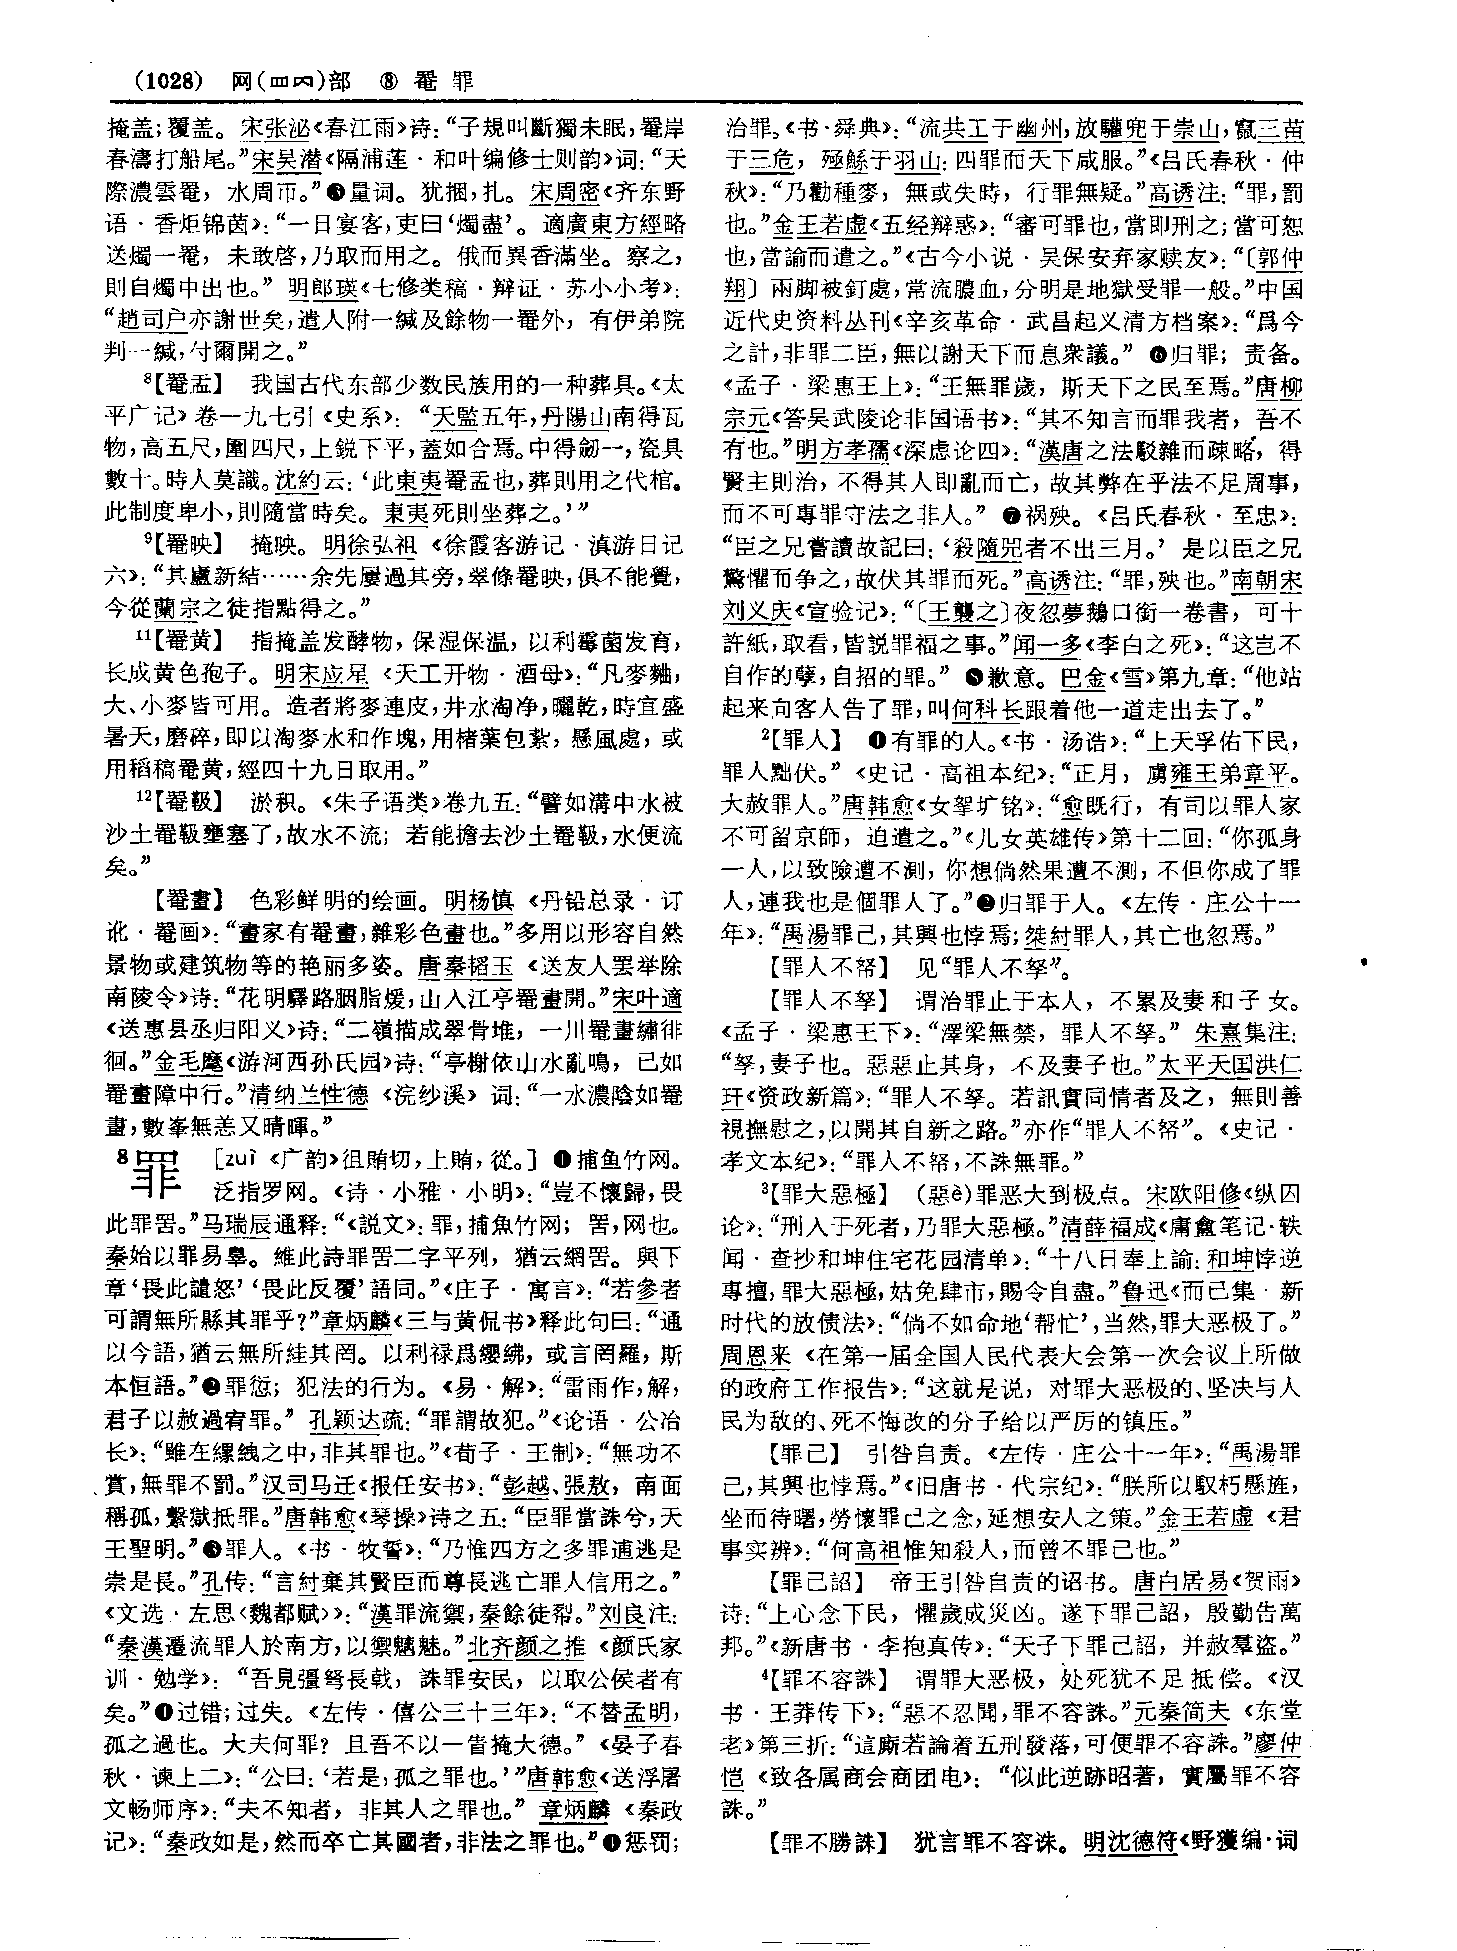 (1028) 网(罒𦉫)部 ⑧ 罨 罪
掩盖;覆盖。宋张泌《春江雨》诗:“子規叫斷獨未眠,罨岸
春濤打船尾。”宋吴潜《隔浦莲·和叶编修士则韵》词:“天
際濃雲罨,水周帀。”❸量词。犹捆,扎。宋周密《齐东野
语·香炬锦茵》:“一日宴客,吏曰‘燭盡’。適廣東方經略
送燭一罨,未敢啓,乃取而用之。俄而異香滿坐。察之,
則自燭中出也。”明郎瑛《七修类稿·辩证·苏小小考》:
“趙司户亦謝世矣,遣人附一緘及餘物一罨外,有伊弟院
判一緘,付爾開之。”
⁸【罨盂】 我国古代东部少数民族用的一种葬具。《太
平广记》卷一九七引《史系》:“天監五年,丹陽山南得瓦
物,高五尺,圍四尺,上鋭下平,蓋如合焉。中得劒一,瓷具
數十。時人莫識。沈約云:‘此東夷罨盂也,葬則用之代棺。
此制度卑小,則隨當時矣。東夷死則坐葬之。’”
⁹【罨映】 掩映。明徐弘祖《徐霞客游记·滇游日记
六》:“其廬新結……余先屢過其旁,翠條罨映,俱不能覺,
今從蘭宗之徒指點得之。”
¹¹【罨黄】 指掩盖发酵物,保湿保温,以利霉菌发育,
长成黄色孢子。明宋应星《天工开物·酒母》:“凡麥麯,
大、小麥皆可用。造者將麥連皮,井水淘净,曬乾,時宜盛
暑天,磨碎,即以淘麥水和作塊,用楮葉包紮,懸風處,或
用稻稿罨黄,經四十九日取用。”
¹²【罨靸】 淤积。《朱子语类》卷九五:“譬如溝中水被
沙土罨靸壅塞了,故水不流;若能擔去沙土罨靸,水便流
矣。”
【罨畫】 色彩鲜明的绘画。明杨慎《丹铅总录·订
讹·罨画》:“畫家有罨畫,雜彩色畫也。”多用以形容自然
景物或建筑物等的艳丽多姿。唐秦韬玉《送友人罢举除
南陵令》诗:“花明驛路胭脂煖,山入江亭罨畫開。”宋叶適
《送惠县丞归阳义》诗:“二嶺描成翠骨堆,一川罨畫繡徘
徊。”金毛麾《游河西孙氏园》诗:“亭榭依山水亂鳴,已如
罨畫障中行。”清纳兰性德《浣纱溪》词:“一水濃陰如罨
畫,數峯無恙又晴暉。”
8罪 [zuì《广韵》徂賄切,上賄,從。] ❶捕鱼竹网。
泛指罗网。《诗·小雅·小明》:“豈不懷歸,畏
此罪罟。”马瑞辰通释:“《説文》:罪,捕魚竹网;罟,网也。
秦始以罪易辠。維此詩罪罟二字平列,猶云網罟。與下
章‘畏此譴怒’‘畏此反覆’語同。”《庄子·寓言》:“若參者
可謂無所縣其罪乎?”章炳麟《三与黄侃书》释此句曰:“通
以今語,猶云無所絓其罔。以利禄爲纓紼,或言罔羅,斯
本恒語。”❷罪愆;犯法的行为。《易·解》:“雷雨作,解,
君子以赦過宥罪。”孔颖达疏:“罪謂故犯。”《论语·公冶
长》:“雖在縲絏之中,非其罪也。”《荀子·王制》:“無功不
賞,無罪不罰。”汉司马迁《报任安书》:“彭越、張敖,南面
稱孤,繫獄抵罪。”唐韩愈《琴操》诗之五:“臣罪當誅兮,天
王聖明。”❸罪人。《书·牧誓》:“乃惟四方之多罪逋逃是
崇是長。”孔传:“言紂棄其賢臣而尊長逃亡罪人信用之。”
《文选·左思〈魏都赋〉》:“漢罪流禦,秦餘徒𠛱。”刘良注:
“秦漢遷流罪人於南方,以禦魑魅。”北齐颜之推《颜氏家
训·勉学》:“吾見彊弩長戟,誅罪安民,以取公侯者有
矣。”❹过错;过失。《左传·僖公三十三年》:“不替孟明,
孤之過也。大夫何罪?且吾不以一眚掩大德。”《晏子春
秋·谏上二》:“公曰:‘若是,孤之罪也。’”唐韩愈《送浮屠
文畅师序》:“夫不知者,非其人之罪也。”章炳麟《秦政
记》:“秦政如是,然而卒亡其國者,非法之罪也。”❺惩罚;
治罪。《书·舜典》:“流共工于幽州,放驩兜于崇山,竄三苗
于三危,殛鯀于羽山:四罪而天下咸服。”《吕氏春秋·仲
秋》:“乃勸種麥,無或失時,行罪無疑。”高诱注:“罪,罰
也。”金王若虚《五经辩惑》:“審可罪也,當即刑之;當可恕
也,當諭而遣之。”《古今小说·吴保安弃家赎友》:“〔郭仲
翔〕兩脚被釘處,常流膿血,分明是地獄受罪一般。”中国
近代史资料丛刊《辛亥革命·武昌起义清方档案》:“爲今
之計,非罪二臣,無以謝天下而息衆議。”❻归罪;责备。
《孟子·梁惠王上》:“王無罪歲,斯天下之民至焉。”唐柳
宗元《答吴武陵论非国语书》:“其不知言而罪我者,吾不
有也。”明方孝孺《深虑论四》:“漢唐之法駁雜而疎略,得
賢主則治,不得其人即亂而亡,故其弊在乎法不足周事,
而不可專罪守法之非人。”❼祸殃。《吕氏春秋·至忠》:
“臣之兄嘗讀故記曰:‘殺隨兕者不出三月。’是以臣之兄
驚懼而争之,故伏其罪而死。”高诱注:“罪,殃也。”南朝宋
刘义庆《宣验记》:“〔王襲之〕夜忽夢鵝口銜一卷書,可十
許紙,取看,皆説罪福之事。”闻一多《李白之死》:“这岂不
自作的孽,自招的罪。”❽歉意。巴金《雪》第九章:“他站
起来向客人告了罪,叫何科长跟着他一道走出去了。”
²【罪人】 ❶有罪的人。《书·汤诰》:“上天孚佑下民,
罪人黜伏。”《史记·高祖本纪》:“正月,虜雍王弟章平。
大赦罪人。”唐韩愈《女挐圹铭》:“愈既行,有司以罪人家
不可留京師,迫遣之。”《儿女英雄传》第十二回:“你孤身
一人,以致險遭不測,你想倘然果遭不測,不但你成了罪
人,連我也是個罪人了。”❷归罪于人。《左传·庄公十一
年》:“禹湯罪己,其興也悖焉;桀紂罪人,其亡也忽焉。”
【罪人不帑】 见“罪人不孥”。
【罪人不孥】 谓治罪止于本人,不累及妻和子女。
《孟子·梁惠王下》:“澤梁無禁,罪人不孥。”朱熹集注:
“孥,妻子也。惡惡止其身,不及妻子也。”太平天国洪仁
玕《资政新篇》:“罪人不孥。若訊實同情者及之,無則善
視撫慰之,以開其自新之路。”亦作“罪人不帑”。《史记·
孝文本纪》:“罪人不帑,不誅無罪。”
³【罪大惡極】 (惡è)罪恶大到极点。宋欧阳修《纵囚
论》:“刑入于死者,乃罪大惡極。”清薛福成《庸盦笔记·轶
闻·查抄和坤住宅花园清单》:“十八日奉上諭:和坤悖逆
專擅,罪大惡極,姑免肆市,賜令自盡。”鲁迅《而已集·新
时代的放债法》:“倘不如命地‘帮忙’,当然,罪大恶极了。”
周恩来《在第一届全国人民代表大会第一次会议上所做
的政府工作报告》:“这就是说,对罪大恶极的、坚决与人
民为敌的、死不悔改的分子给以严厉的镇压。”
【罪己】 引咎自责。《左传·庄公十一年》:“禹湯罪
己,其興也悖焉。”《旧唐书·代宗纪》:“朕所以馭朽懸旌,
坐而待曙,勞懷罪己之念,延想安人之策。”金王若虚《君
事实辨》:“何高祖惟知殺人,而曾不罪己也。”
【罪己詔】 帝王引咎自责的诏书。唐白居易《贺雨》
诗:“上心念下民,懼歲成災凶。遂下罪己詔,殷勤告萬
邦。”《新唐书·李抱真传》:“天子下罪己詔,并赦羣盗。”
⁴【罪不容誅】 谓罪大恶极,处死犹不足抵偿。《汉
书·王莽传下》:“惡不忍聞,罪不容誅。”元秦简夫《东堂
老》第三折:“這厮若論着五刑發落,可便罪不容誅。”廖仲
恺《致各属商会商团电》:“似此逆跡昭著,實屬罪不容
誅。”
【罪不勝誅】 犹言罪不容诛。明沈德符《野獲编·词